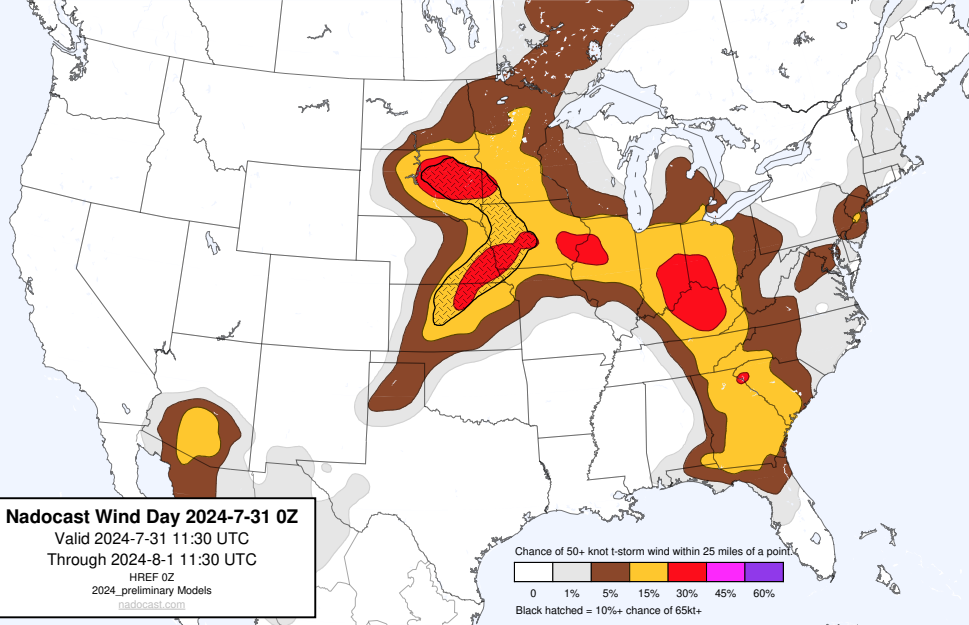 Nadocast Wind Day 2024-7-31 0Z
Valid 2024-7-31 11:30 UTC
Through 2024-8-1 11:30 UTC
HREF 0Z
2024_preliminary Models
nadocast.com
Chance of 50+ knot t-storm wind within 25 miles of a point.
0 1% 5% 15% 30% 45% 60%
Black hatched = 10%+ chance of 65kt+